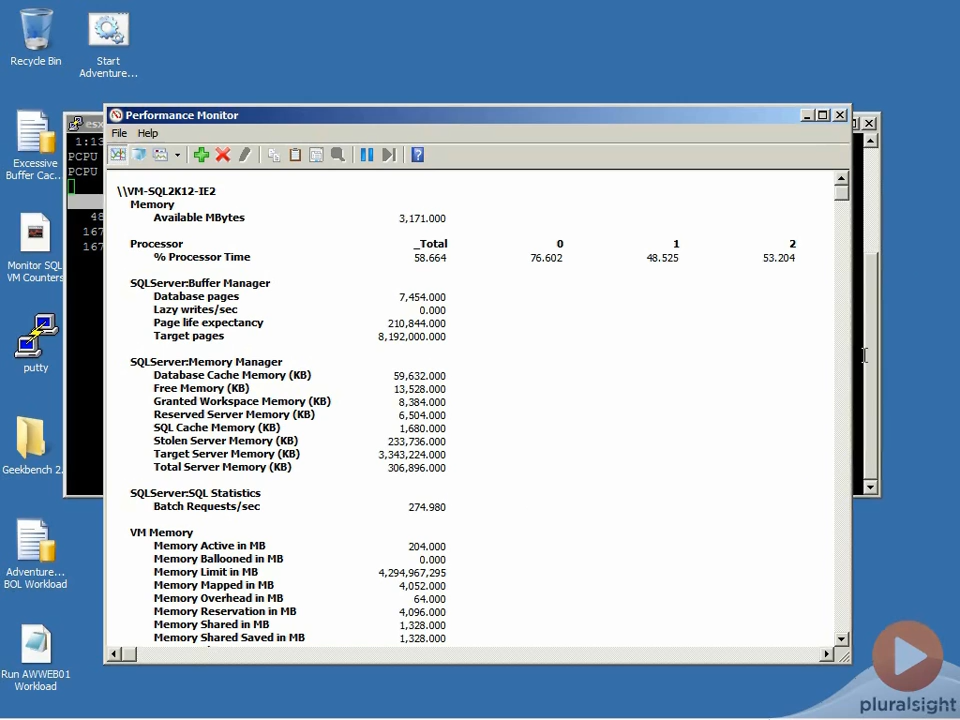 Recycle Bin
Start
Adventure...
Excessive
Buffer Cac...
Monitor SQL
VM Counters
putty
Geekbench 2.
Adventure...
BOL Workload
Run AWWEB01
Workload
esx
1:13
PCPU
PCPU
48
167
167
Performance Monitor
File Help
\\VM-SQL2K12-IE2
Memory
Available MBytes 3,171.000
Processor _Total 0 1 2
% Processor Time 58.664 76.602 48.525 53.204
SQLServer:Buffer Manager
Database pages 7,454.000
Lazy writes/sec 0.000
Page life expectancy 210,844.000
Target pages 8,192,000.000
SQLServer:Memory Manager
Database Cache Memory (KB) 59,632.000
Free Memory (KB) 13,528.000
Granted Workspace Memory (KB) 8,384.000
Reserved Server Memory (KB) 6,504.000
SQL Cache Memory (KB) 1,680.000
Stolen Server Memory (KB) 233,736.000
Target Server Memory (KB) 3,343,224.000
Total Server Memory (KB) 306,896.000
SQLServer:SQL Statistics
Batch Requests/sec 274.980
VM Memory
Memory Active in MB 204.000
Memory Ballooned in MB 0.000
Memory Limit in MB 4,294,967,295
Memory Mapped in MB 4,052.000
Memory Overhead in MB 64.000
Memory Reservation in MB 4,096.000
Memory Shared in MB 1,328.000
Memory Shared Saved in MB 1,328.000
pluralsight